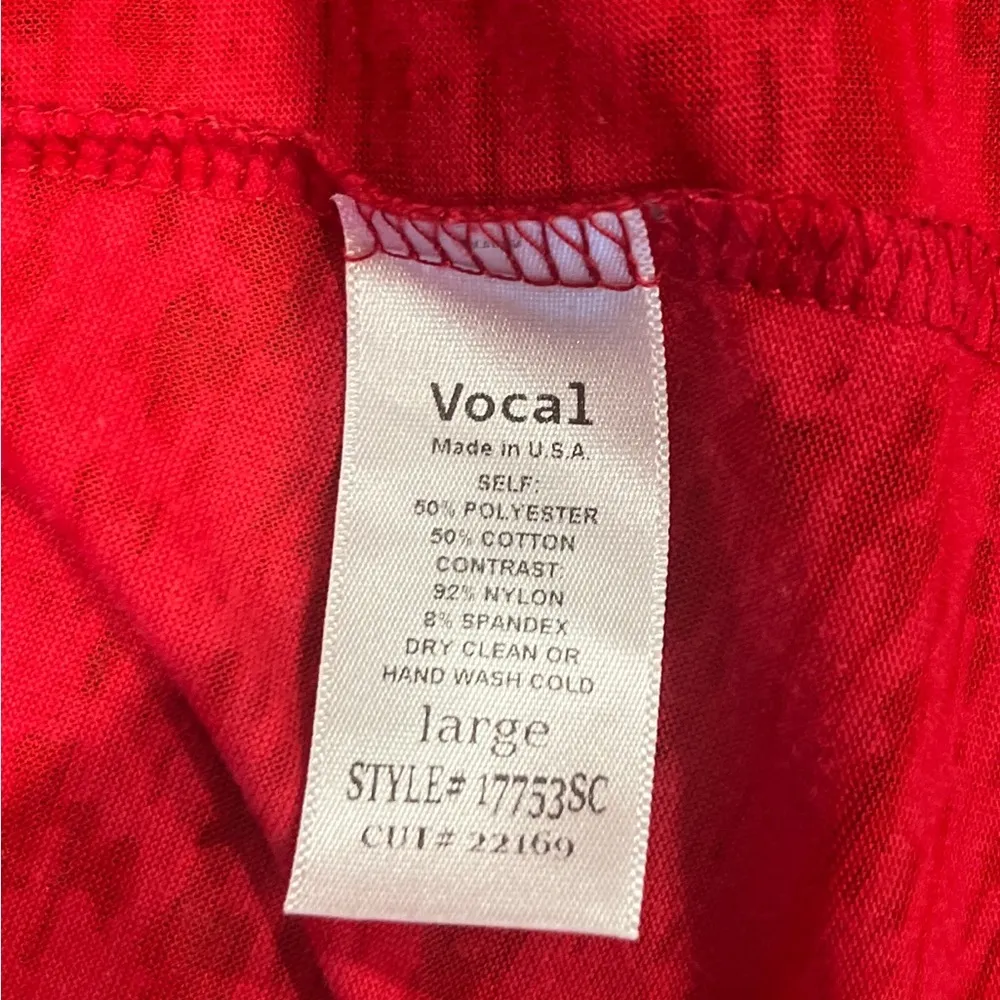 Vocal
Made in U.S.A.
SELF:
50% POLYESTER
50% COTTON
CONTRAST:
92% NYLON
8% SPANDEX
DRY CLEAN OR
HAND WASH COLD
large
STYLE# 17753SC
CUT# 22169